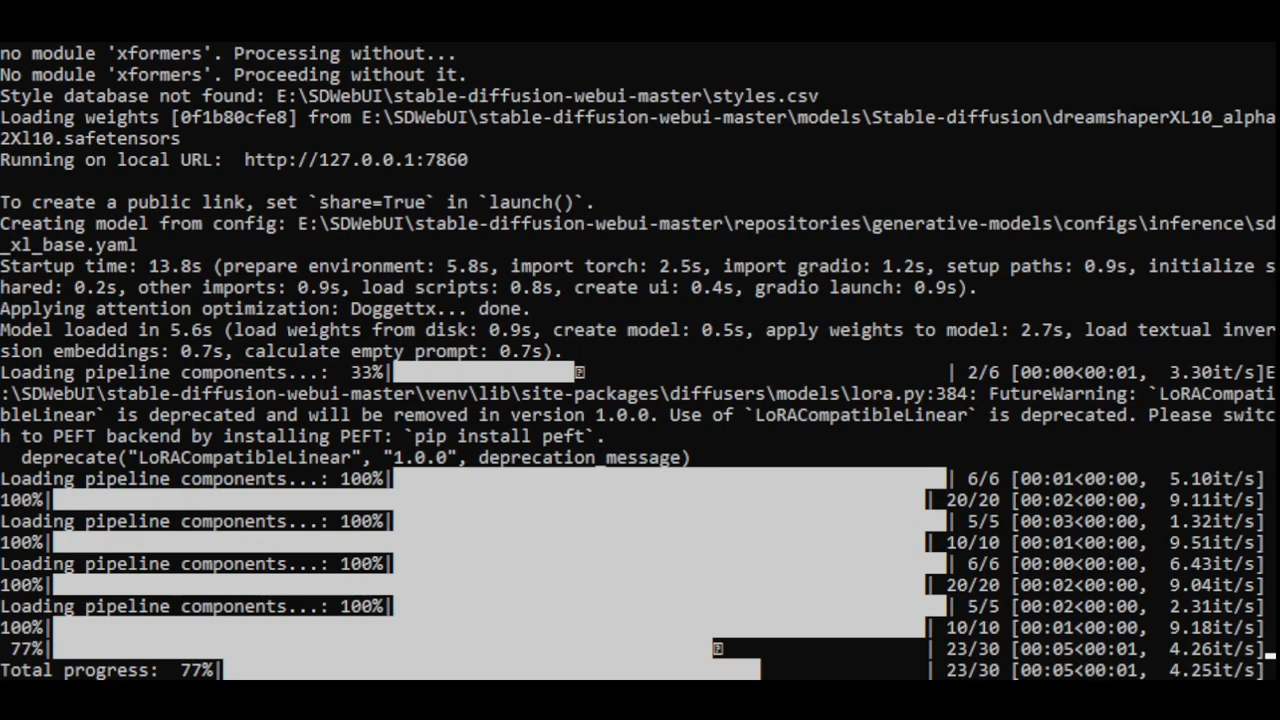 no module 'xformers'. Processing without...
No module 'xformers'. Proceeding without it.
Style database not found: E:\SDWebUI\stable-diffusion-webui-master\styles.csv
Loading weights [0f1b80cfe8] from E:\SDWebUI\stable-diffusion-webui-master\models\Stable-diffusion\dreamshaperXL10_alpha
2Xl10.safetensors
Running on local URL:  http://127.0.0.1:7860
To create a public link, set `share=True` in `launch()`.
Creating model from config: E:\SDWebUI\stable-diffusion-webui-master\repositories\generative-models\configs\inference\sd
_xl_base.yaml
Startup time: 13.8s (prepare environment: 5.8s, import torch: 2.5s, import gradio: 1.2s, setup paths: 0.9s, initialize s
hared: 0.2s, other imports: 0.9s, load scripts: 0.8s, create ui: 0.4s, gradio launch: 0.9s).
Applying attention optimization: Doggettx... done.
Model loaded in 5.6s (load weights from disk: 0.9s, create model: 0.5s, apply weights to model: 2.7s, load textual inver
sion embeddings: 0.7s, calculate empty prompt: 0.7s).
Loading pipeline components...:  33%| | 2/6 [00:00<00:01,  3.30it/s]E
:\SDWebUI\stable-diffusion-webui-master\venv\lib\site-packages\diffusers\models\lora.py:384: FutureWarning: `LoRACompati
bleLinear` is deprecated and will be removed in version 1.0.0. Use of `LoRACompatibleLinear` is deprecated. Please switc
h to PEFT backend by installing PEFT: `pip install peft`.
  deprecate("LoRACompatibleLinear", "1.0.0", deprecation_message)
Loading pipeline components...: 100%| | 6/6 [00:01<00:00,  5.10it/s]
100%| | 20/20 [00:02<00:00,  9.11it/s]
Loading pipeline components...: 100%| | 5/5 [00:03<00:00,  1.32it/s]
100%| | 10/10 [00:01<00:00,  9.51it/s]
Loading pipeline components...: 100%| | 6/6 [00:00<00:00,  6.43it/s]
100%| | 20/20 [00:02<00:00,  9.04it/s]
Loading pipeline components...: 100%| | 5/5 [00:02<00:00,  2.31it/s]
100%| | 10/10 [00:01<00:00,  9.18it/s]
 77%| | 23/30 [00:05<00:01,  4.26it/s]
Total progress:  77%| | 23/30 [00:05<00:01,  4.25it/s]